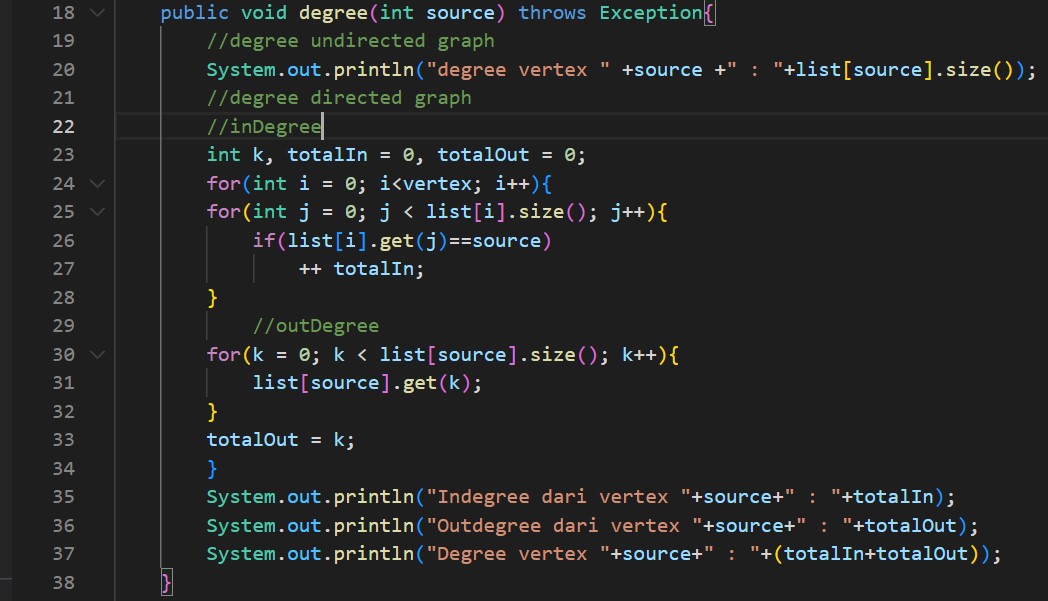 18 public void degree(int source) throws Exception{
19 //degree undirected graph
20 System.out.println("degree vertex " +source +" : "+list[source].size());
21 //degree directed graph
22 //inDegree
23 int k, totalIn = 0, totalOut = 0;
24 for(int i = 0; i<vertex; i++){
25 for(int j = 0; j < list[i].size(); j++){
26 if(list[i].get(j)==source)
27 ++ totalIn;
28 }
29 //outDegree
30 for(k = 0; k < list[source].size(); k++){
31 list[source].get(k);
32 }
33 totalOut = k;
34 }
35 System.out.println("Indegree dari vertex "+source+" : "+totalIn);
36 System.out.println("Outdegree dari vertex "+source+" : "+totalOut);
37 System.out.println("Degree vertex "+source+" : "+(totalIn+totalOut));
38 }